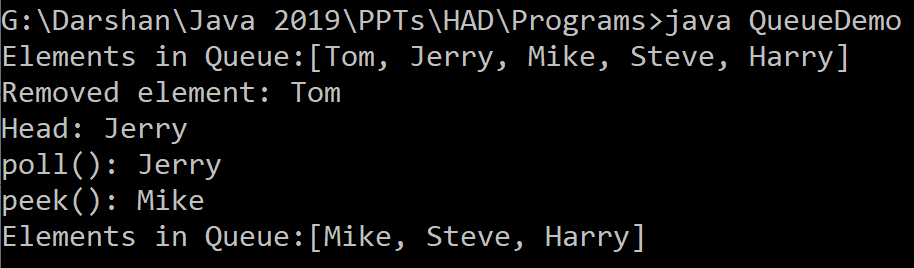 G:\Darshan\Java 2019\PPTs\HAD\Programs>java QueueDemo
Elements in Queue:[Tom, Jerry, Mike, Steve, Harry]
Removed element: Tom
Head: Jerry
poll(): Jerry
peek(): Mike
Elements in Queue:[Mike, Steve, Harry]